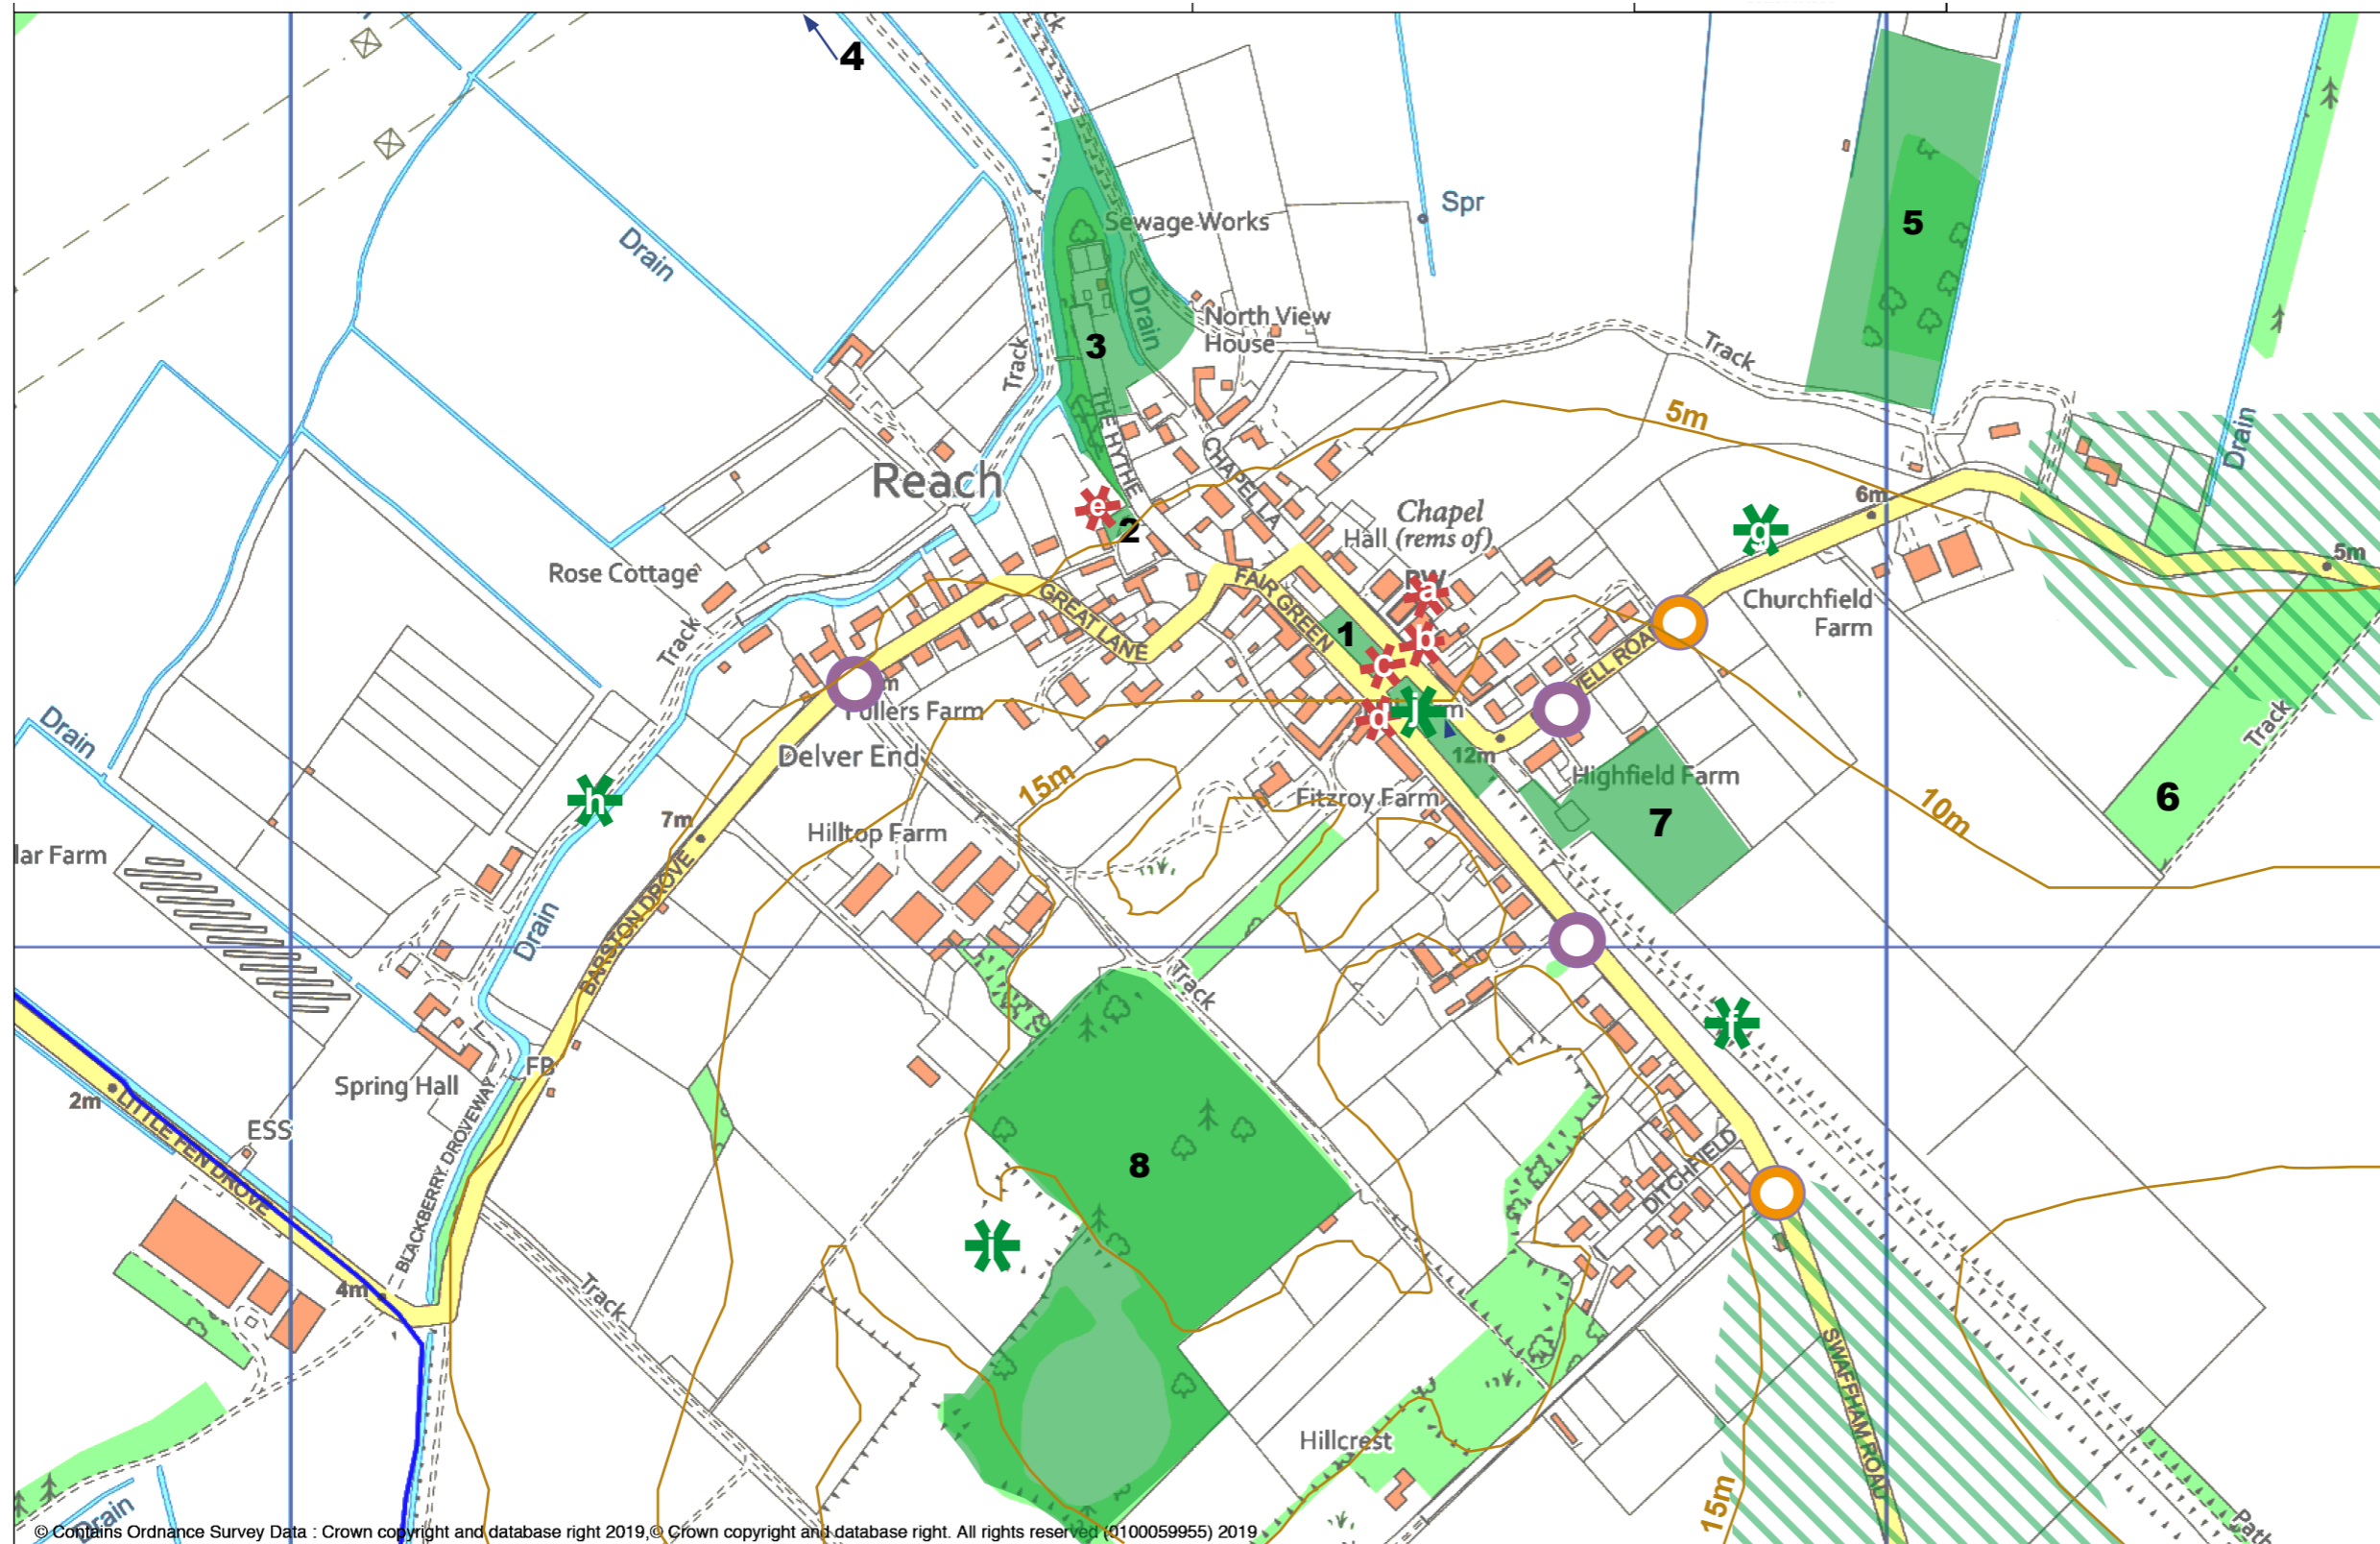 4
Spr
Drain
Sewage Works
5
Drain
North View
House
3
Track
Track
THE HYTHE
5m
Drain
CHAPEL LA
Reach
6m
e
2
Chapel
Hall (rems of)
g
5m
Rose Cottage
FAIR GREEN
PW
a
Churchfield
Farm
GREAT LANE
1
b
Track
c
WELL ROA
Fullers Farm
d
j
m
Delver End
12m
Drain
Track
15m
Highfield Farm
6
h
Fitzroy Farm
7
10m
7m
Hilltop Farm
lar Farm
BARSTON DROVE
Drain
Track
f
FB
Spring Hall
2m
LITTLE FEN DROVE
ESS
BLACKBERRY DROVEWAY
8
DITCHFIELD
i
4m
Track
SWAFFHAM ROAD
Hillcrest
15m
Drain
Path
© Contains Ordnance Survey Data : Crown copyright and database right 2019,© Crown copyright and database right. All rights reserved (0100059955) 2019